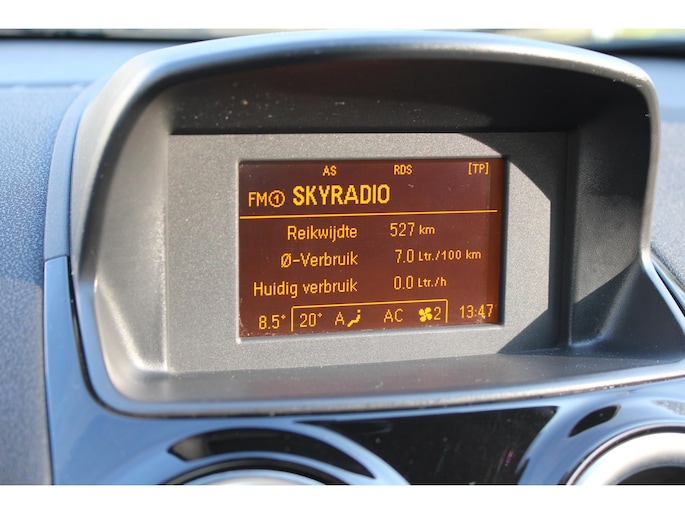 AS RDS [TP]
FM① SKYRADIO
Reikwijdte 527 km
Ø-Verbruik 7.0 Ltr./100 km
Huidig verbruik 0.0 Ltr./h
8.5° 20° A AC 2 13:47